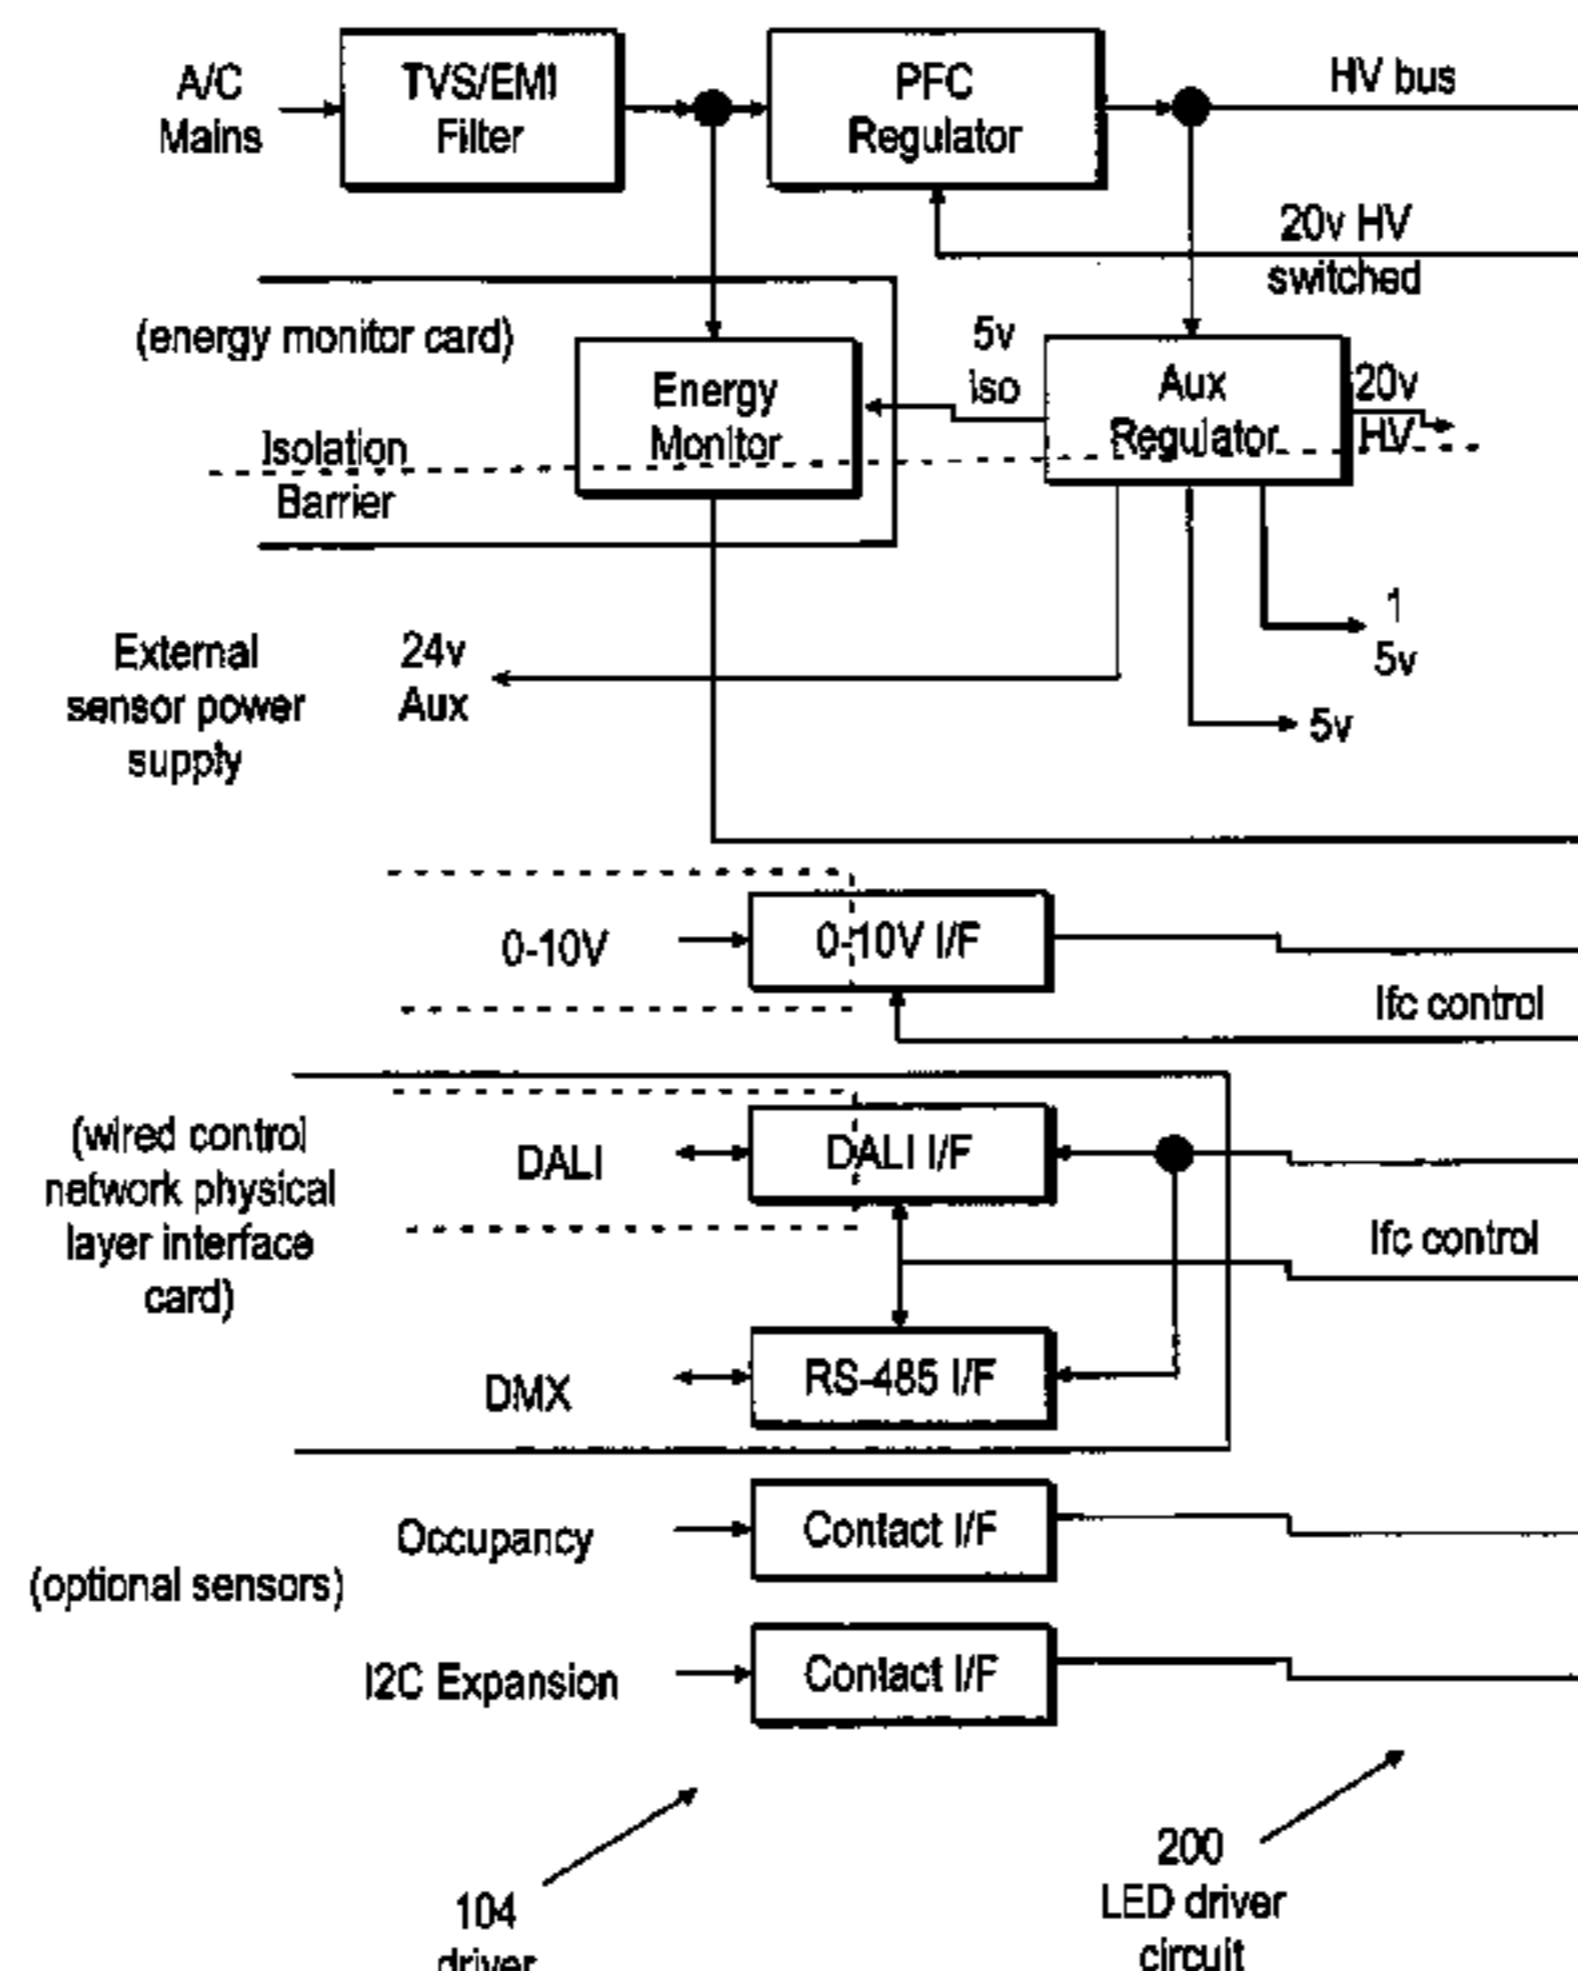 A/C
Mains
TVS/EMI
Filter
PFC
Regulator
HV bus
20v HV
switched
(energy monitor card)
5v
Iso
Energy
Monitor
Aux
Regulator
20v
HV
Isolation
Barrier
1
5v
External
sensor power
supply
24v
Aux
5v
0-10V
0-10V I/F
Ifc control
(wired control
network physical
layer interface
card)
DALI
DALI I/F
Ifc control
DMX
RS-485 I/F
Occupancy
Contact I/F
(optional sensors)
I2C Expansion
Contact I/F
104
driver
200
LED driver
circuit